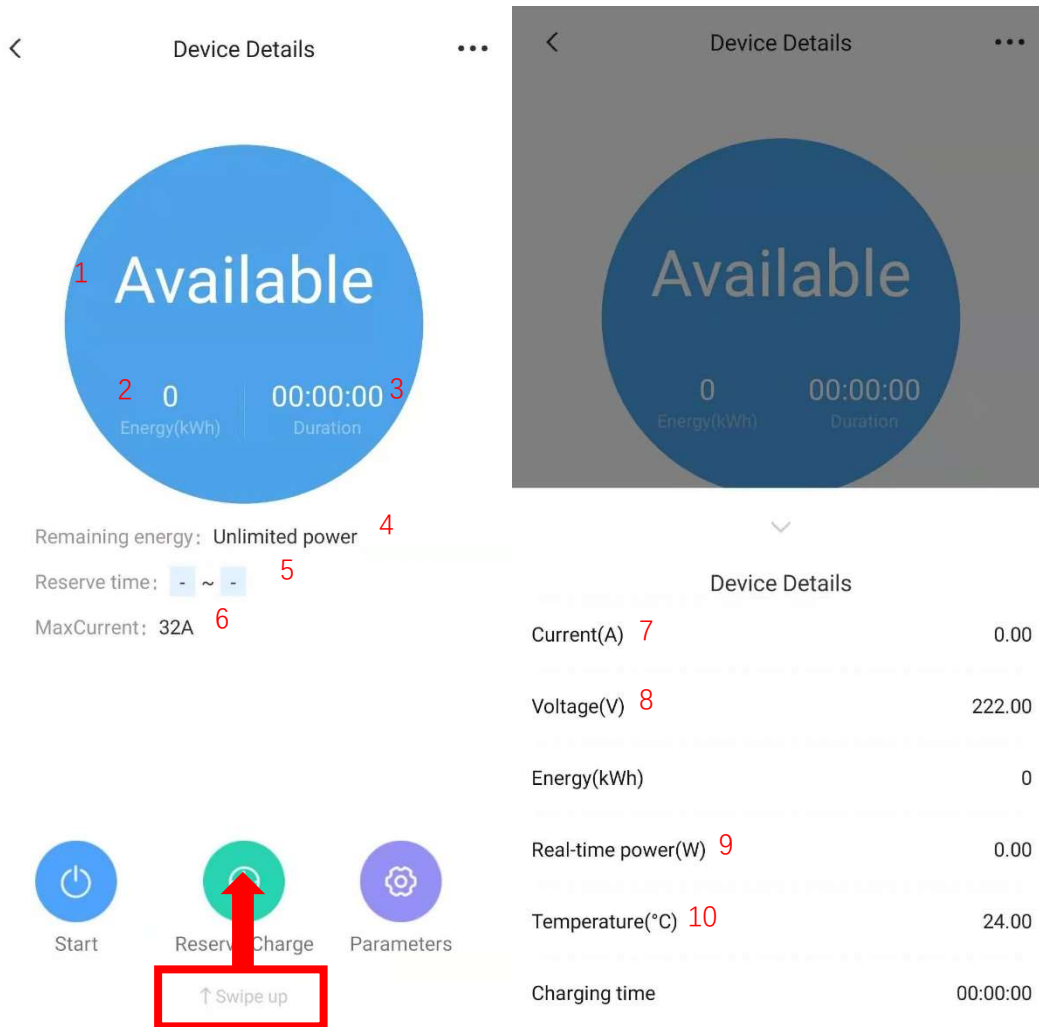 Device Details
1 Available
2 0 00:00:00 3
Energy(kWh) Duration
Remaining energy: Unlimited power 4
Reserve time: - ~ - 5
MaxCurrent: 32A 6
Start Reserve Charge Parameters
↑ Swipe up
Device Details
Available
0 00:00:00
Energy(kWh) Duration
Device Details
Current(A) 7 0.00
Voltage(V) 8 222.00
Energy(kWh) 0
Real-time power(W) 9 0.00
Temperature(°C) 10 24.00
Charging time 00:00:00